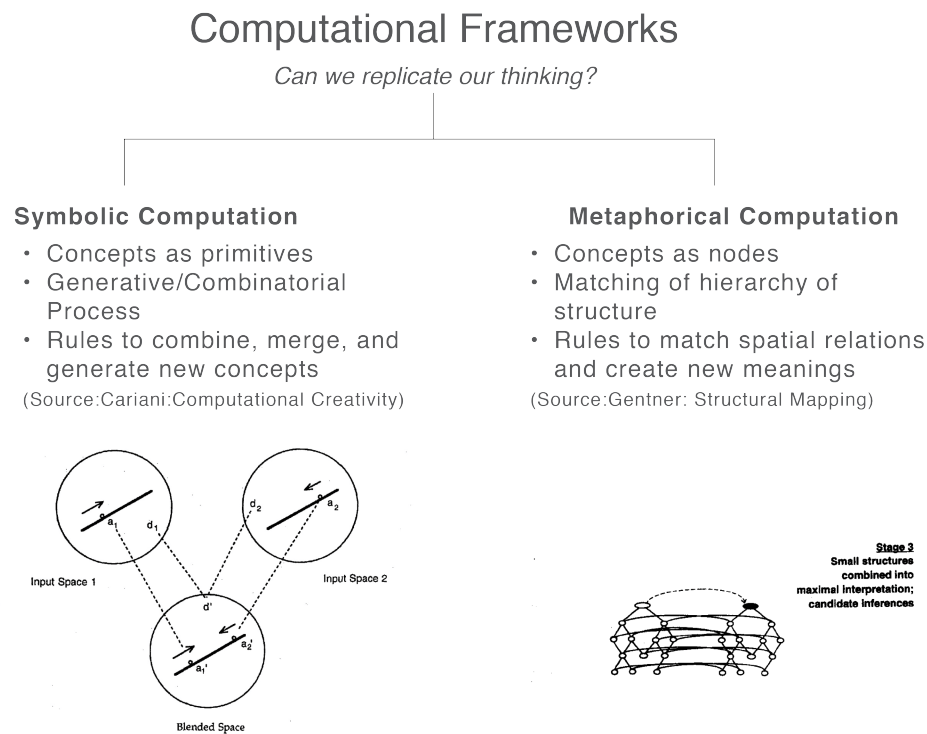 Computational Frameworks
Can we replicate our thinking?
Symbolic Computation
• Concepts as primitives
• Generative/Combinatorial
Process
• Rules to combine, merge, and
generate new concepts
(Source:Cariani:Computational Creativity)
Metaphorical Computation
• Concepts as nodes
• Matching of hierarchy of
structure
• Rules to match spatial relations
and create new meanings
(Source:Gentner: Structural Mapping)
a1
d1
Input Space 1
d2
a2
Input Space 2
d'
a1'
a2'
Blended Space
Stage 3
Small structures
combined into
maximal interpretation;
candidate inferences